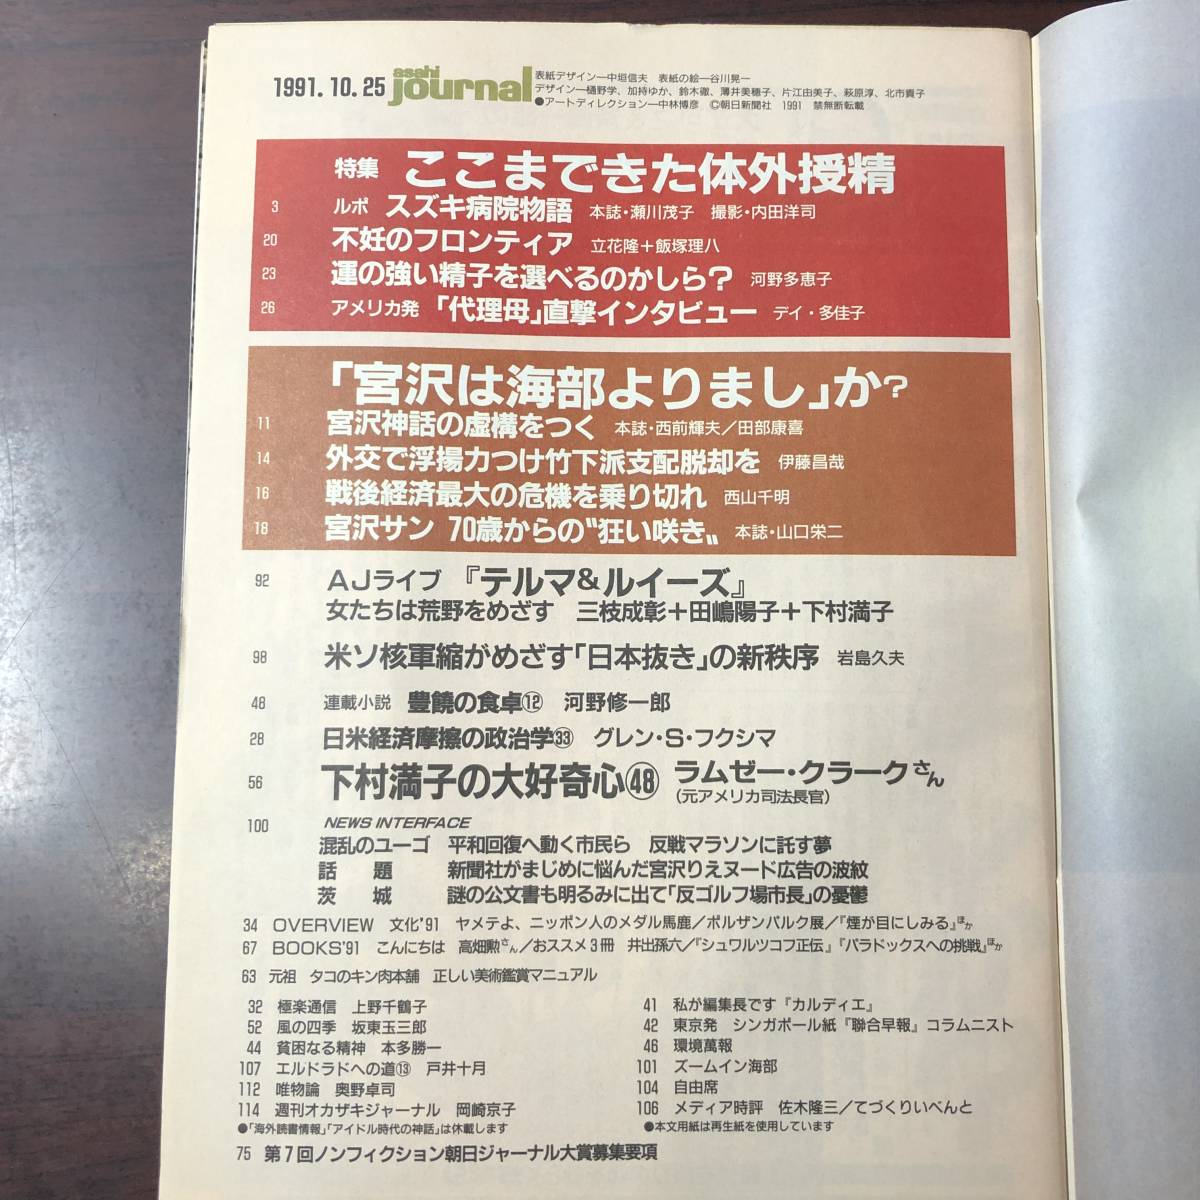 1991.10.25 asahi journal
表紙デザイン―中垣信夫 表紙の絵―谷川晃一
デザイン―樋野学、加持ゆか、鈴木徹、薄井美穂子、片江由美子、萩原淳、北市貴子
●アートディレクション―中林博彦 ©朝日新聞社 1991 禁無断転載
特集 ここまできた体外授精
3 ルポ スズキ病院物語 本誌・瀬川茂子 撮影・内田洋司
20 不妊のフロンティア 立花隆＋飯塚理八
23 運の強い精子を選べるのかしら？ 河野多恵子
26 アメリカ発 「代理母」直撃インタビュー デイ・多佳子
「宮沢は海部よりまし」か？
11 宮沢神話の虚構をつく 本誌・西前輝夫／田部康喜
14 外交で浮揚力つけ竹下派支配脱却を 伊藤昌哉
16 戦後経済最大の危機を乗り切れ 西山千明
18 宮沢サン 70歳からの〝狂い咲き〟 本誌・山口栄二
92 AJライブ 『テルマ＆ルイーズ』
女たちは荒野をめざす 三枝成彰＋田嶋陽子＋下村満子
98 米ソ核軍縮がめざす「日本抜き」の新秩序 岩島久夫
48 連載小説 豊饒の食卓⑫ 河野修一郎
28 日米経済摩擦の政治学㉝ グレン・S・フクシマ
56 下村満子の大好奇心㊽ ラムゼー・クラークさん
（元アメリカ司法長官）
100 NEWS INTERFACE
混乱のユーゴ 平和回復へ動く市民ら 反戦マラソンに託す夢
話題 新聞社がまじめに悩んだ宮沢りえヌード広告の波紋
茨城 謎の公文書も明るみに出て「反ゴルフ場市長」の憂鬱
34 OVERVIEW 文化'91 ヤメテよ、ニッポン人のメダル馬鹿／ポルザンパルク展／『煙が目にしみる』ほか
67 BOOKS'91 こんにちは 高畑勲さん／おススメ3冊 井出孫六／『シュワルツコフ正伝』『パラドックスへの挑戦』ほか
63 元祖 タコのキン肉本舗 正しい美術鑑賞マニュアル
32 極楽通信 上野千鶴子
52 風の四季 坂東玉三郎
44 貧困なる精神 本多勝一
107 エルドラドへの道⑬ 戸井十月
112 唯物論 奥野卓司
114 週刊オカザキジャーナル 岡崎京子
●「海外読書情報」「アイドル時代の神話」は休載します
41 私が編集長です『カルディエ』
42 東京発 シンガポール紙『聯合早報』コラムニスト
46 環境萬報
101 ズームイン海部
104 自由席
106 メディア時評 佐木隆三／てづくりいべんと
●本文用紙は再生紙を使用しています
75 第7回ノンフィクション朝日ジャーナル大賞募集要項